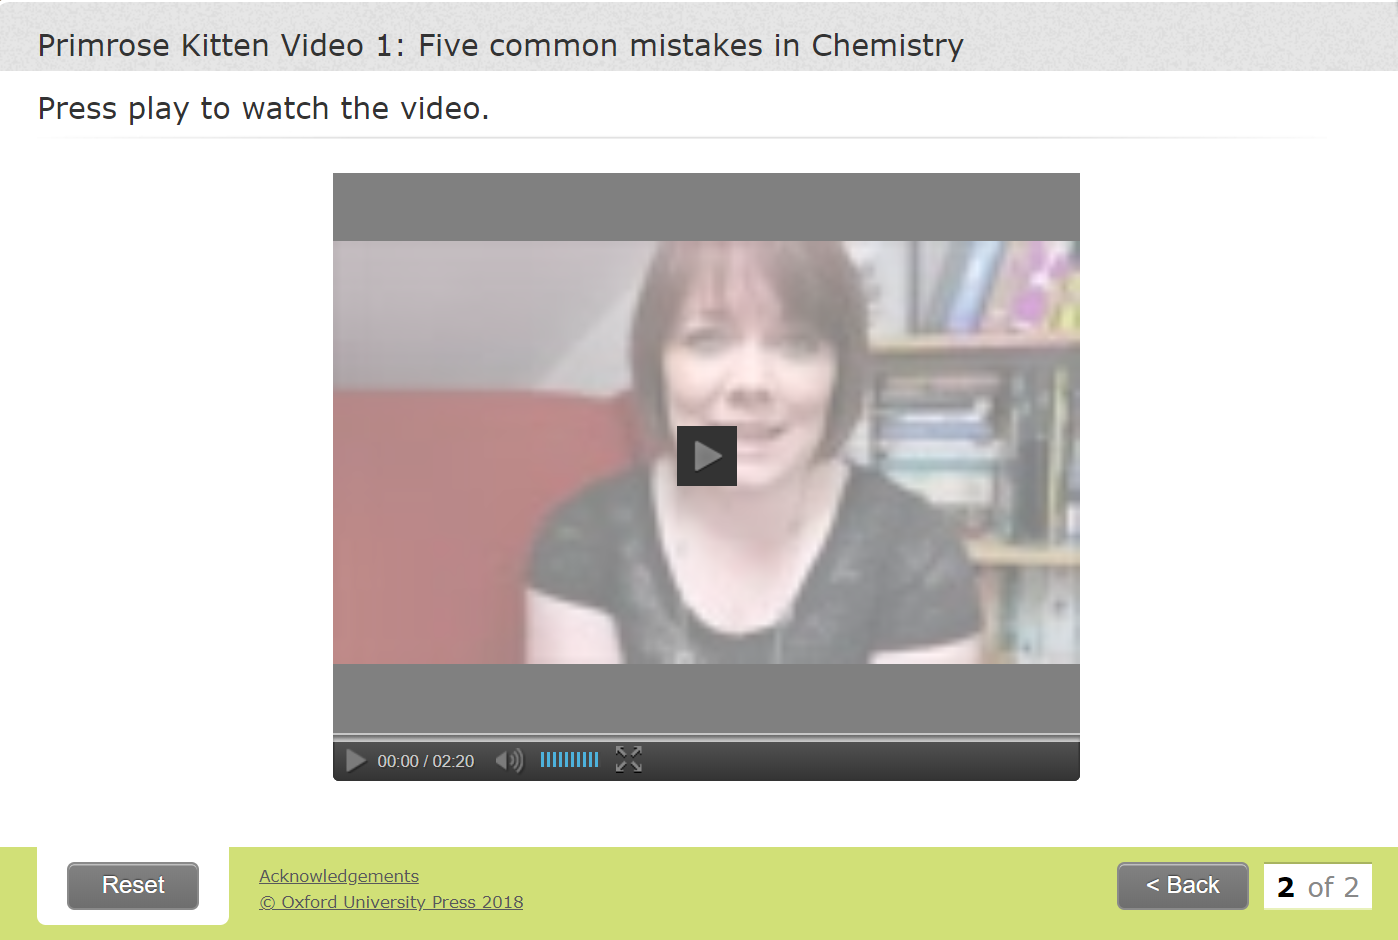 Primrose Kitten Video 1: Five common mistakes in Chemistry
Press play to watch the video.
00:00 / 02:20
Reset
Acknowledgements
© Oxford University Press 2018
< Back
2 of 2